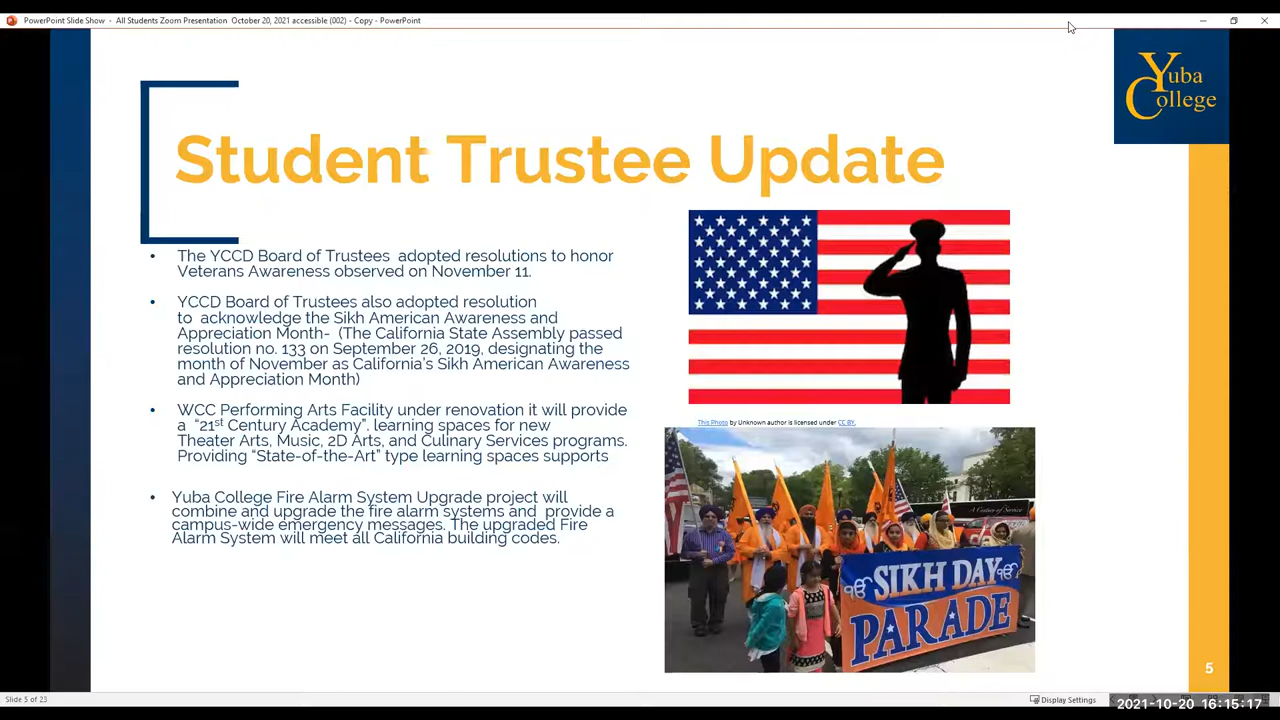 PowerPoint Slide Show - All Students Zoom Presentation October 20, 2021 accessible (002) - Copy - PowerPoint
Yuba
College
Student Trustee Update
• The YCCD Board of Trustees adopted resolutions to honor
Veterans Awareness observed on November 11.
• YCCD Board of Trustees also adopted resolution
to acknowledge the Sikh American Awareness and
Appreciation Month- (The California State Assembly passed
resolution no. 133 on September 26, 2019, designating the
month of November as California's Sikh American Awareness
and Appreciation Month)
• WCC Performing Arts Facility under renovation it will provide
a "21st Century Academy", learning spaces for new
Theater Arts, Music, 2D Arts, and Culinary Services programs.
Providing "State-of-the-Art" type learning spaces supports
• Yuba College Fire Alarm System Upgrade project will
combine and upgrade the fire alarm systems and provide a
campus-wide emergency messages. The upgraded Fire
Alarm System will meet all California building codes.
This Photo by Unknown author is licensed under CC BY.
A Century of Service
ੴ SIKH DAY ੴ
PARADE
5
Slide 5 of 23
Display Settings
2021-10-20 16:15:17